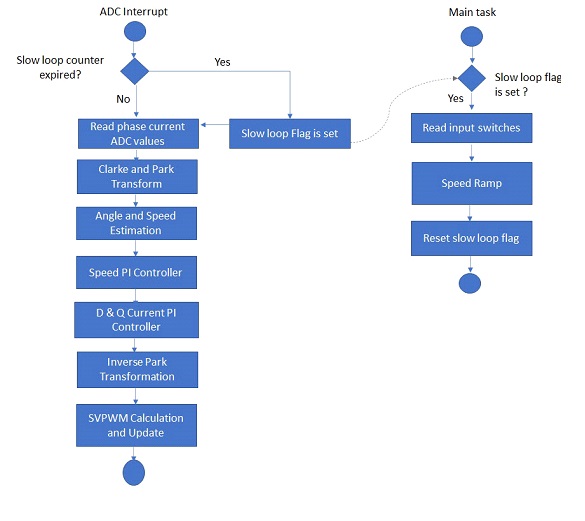 ADC Interrupt
Slow loop counter
expired?
Yes
No
Read phase current
ADC values
Slow loop Flag is set
Clarke and Park
Transform
Angle and Speed
Estimation
Speed PI Controller
D & Q Current PI
Controller
Inverse Park
Transformation
SVPWM Calculation
and Update
Main task
Slow loop flag
is set ?
Yes
Read input switches
Speed Ramp
Reset slow loop flag